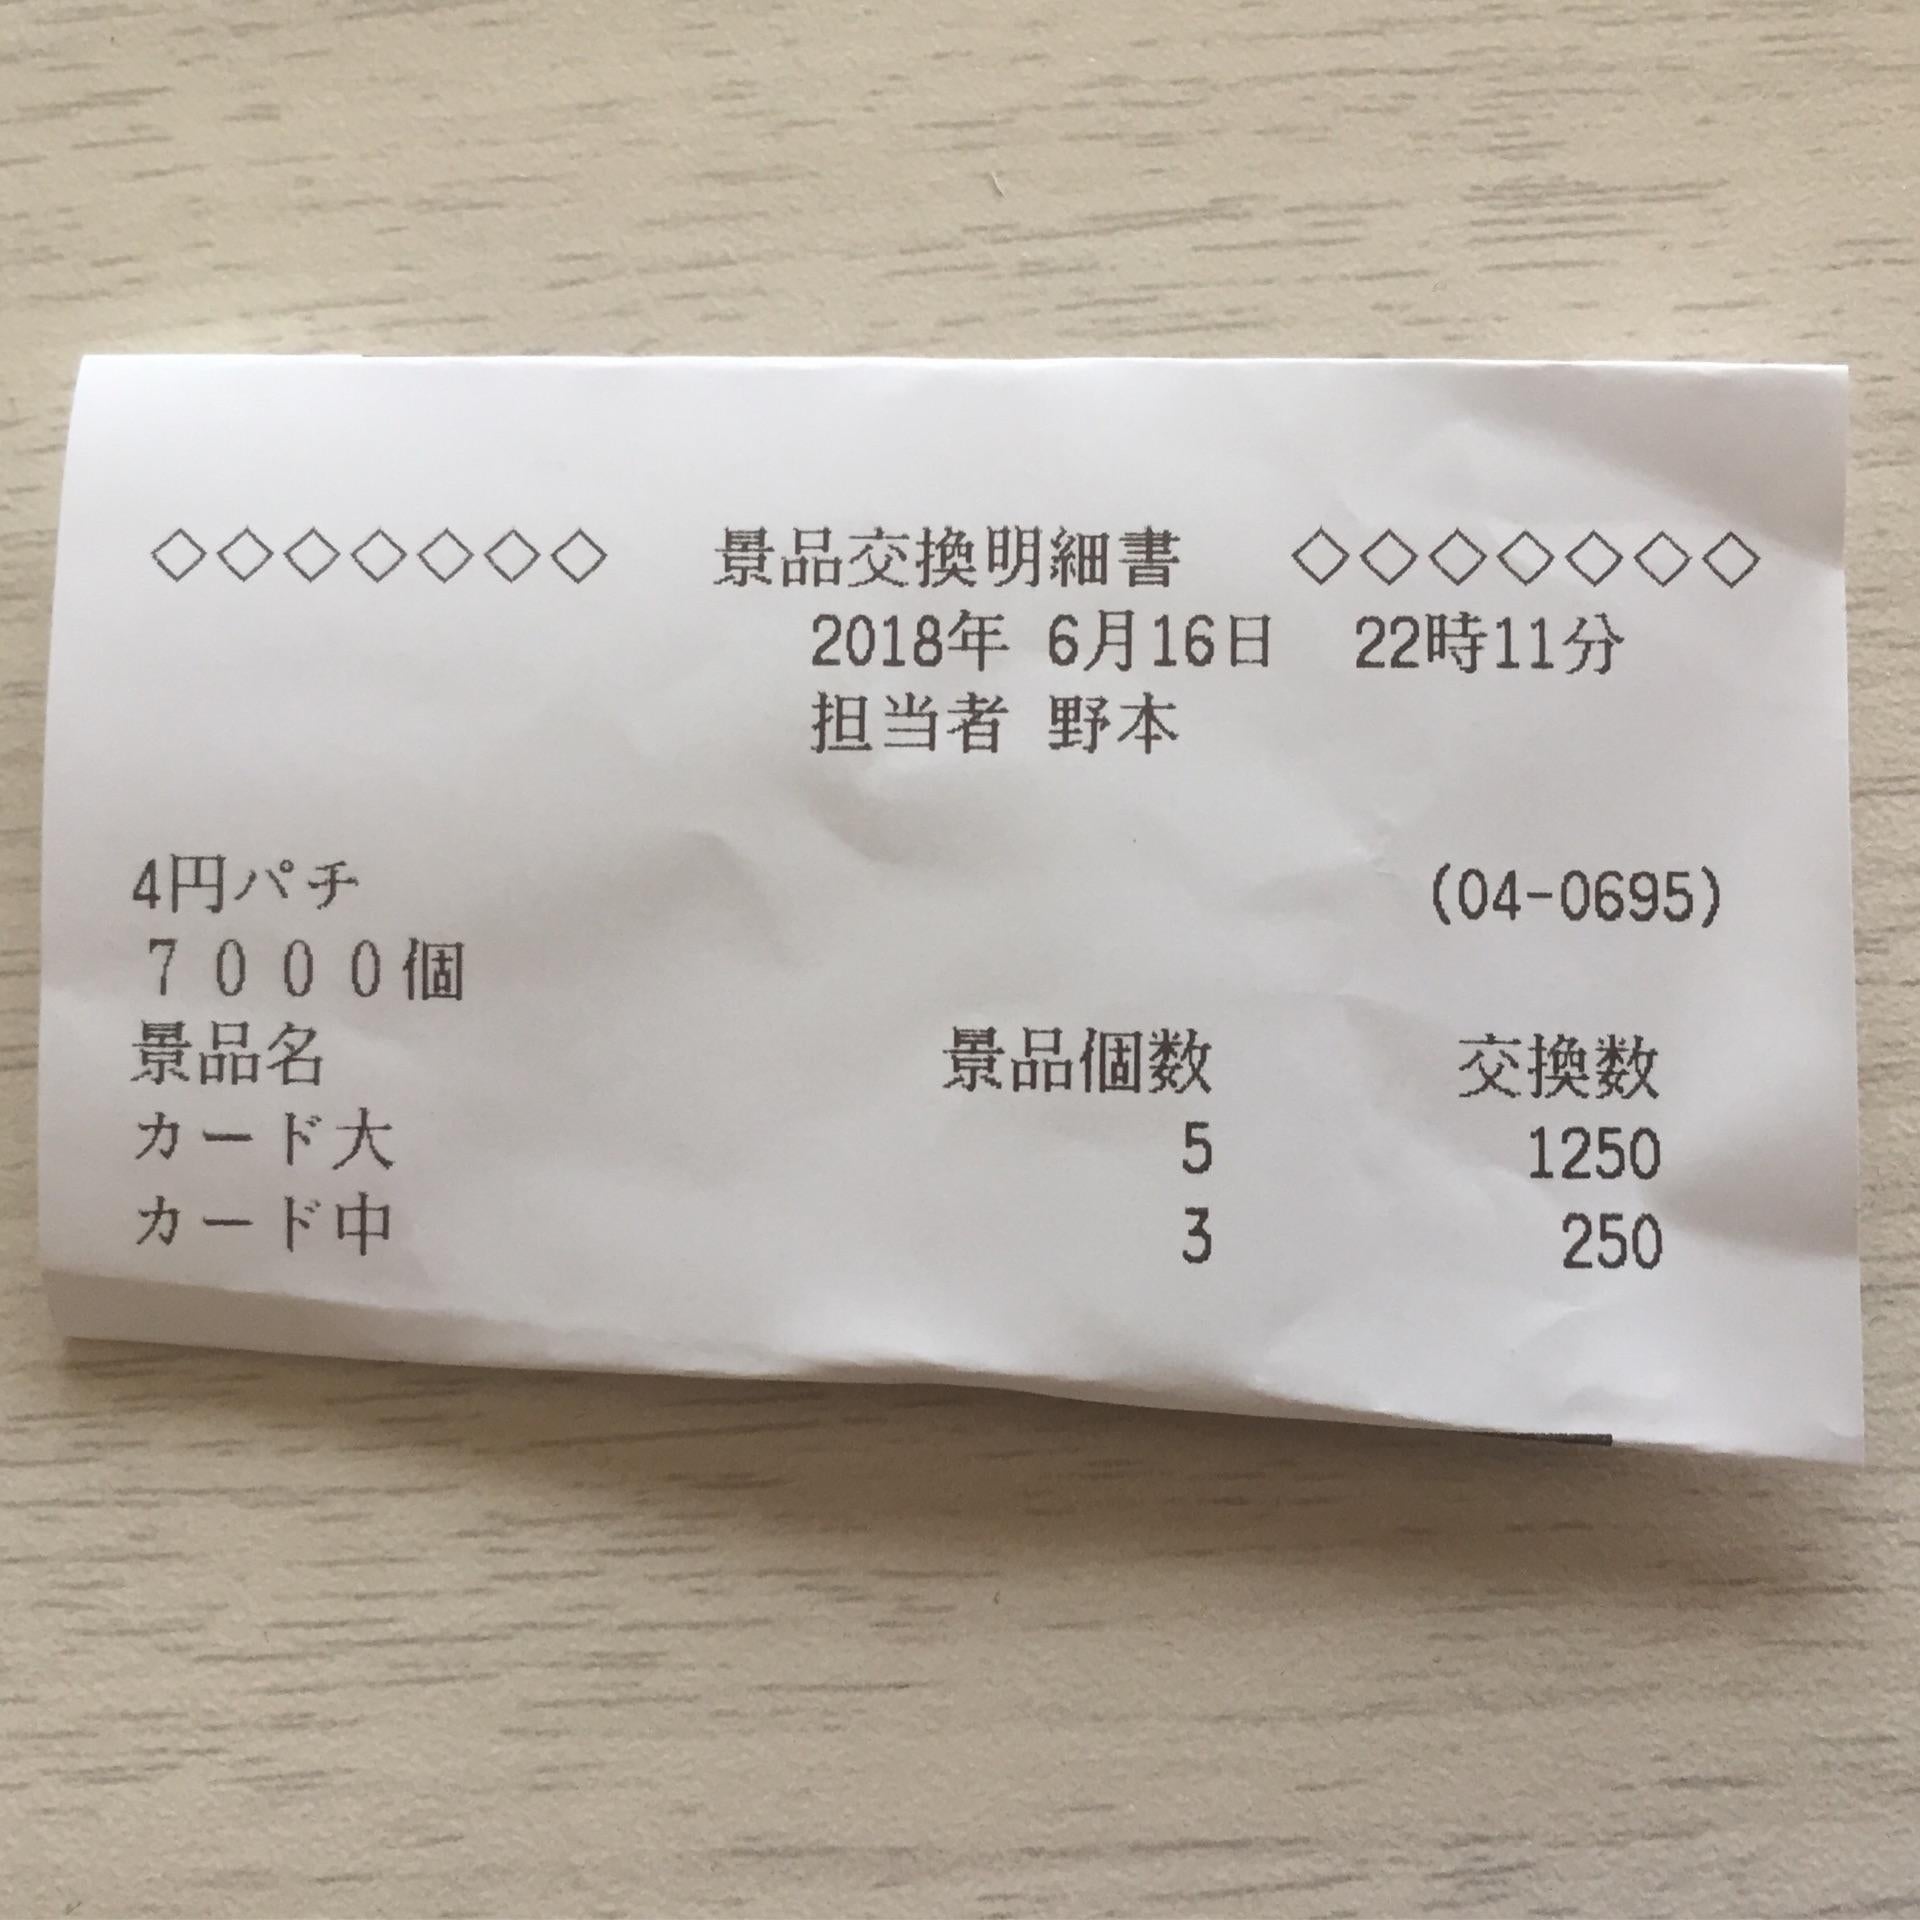 ◇◇◇◇◇◇◇ 景品交換明細書 ◇◇◇◇◇◇◇
2018年 6月16日 22時11分
担当者 野本
4円パチ (04-0695)
7000個
景品名 景品個数 交換数
カード大 5 1250
カード中 3 250